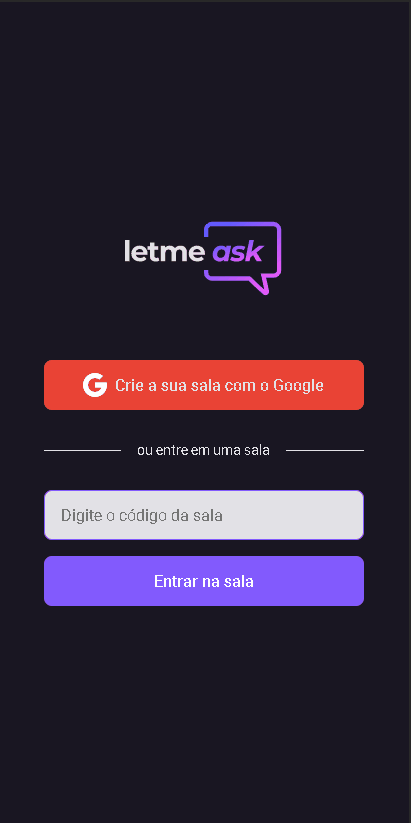 letme ask
Crie a sua sala com o Google
ou entre em uma sala
Digite o código da sala
Entrar na sala